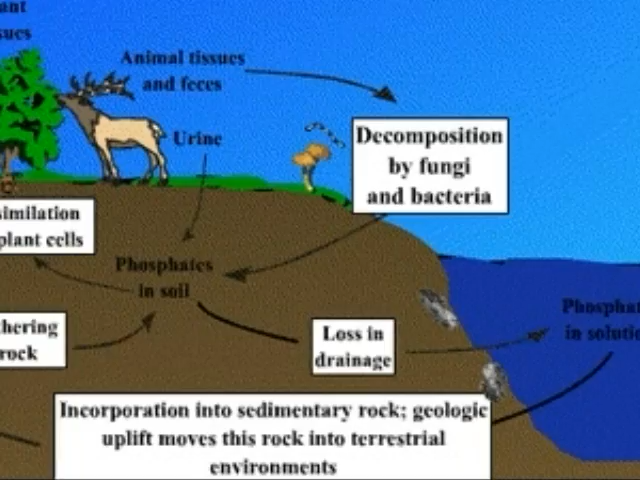 Animal tissues
and feces
Urine
Decomposition
by fungi
and bacteria
plant cells
Phosphates
in soil
rock
Loss in
drainage
in
Incorporation into sedimentary rock; geologic
uplift moves this rock into terrestrial
environments